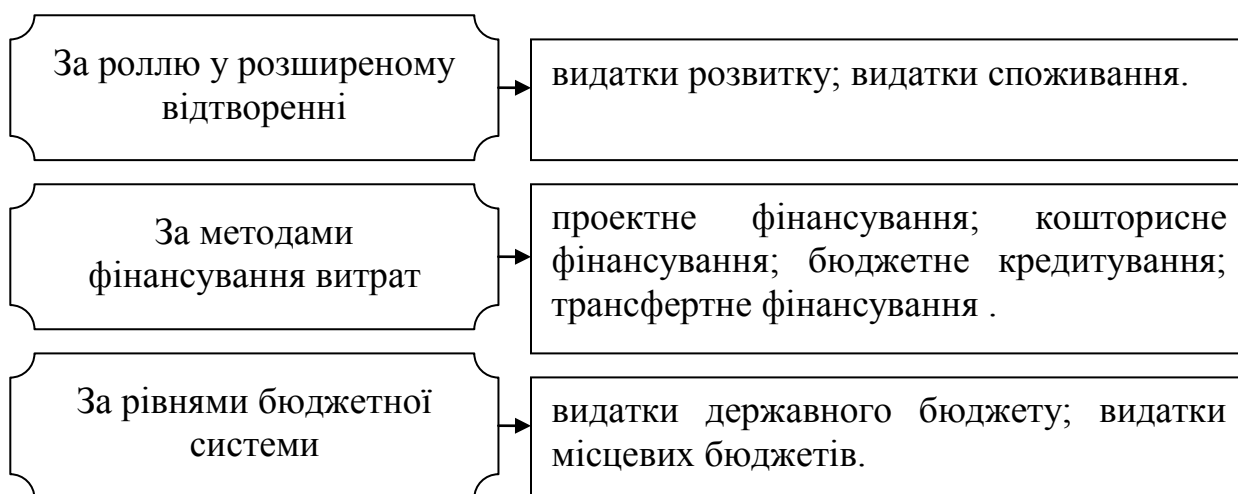 За роллю у розширеному
відтворенні
видатки розвитку; видатки споживання.
За методами
фінансування витрат
проектне фінансування; кошторисне
фінансування; бюджетне кредитування;
трансфертне фінансування .
За рівнями бюджетної
системи
видатки державного бюджету; видатки
місцевих бюджетів.